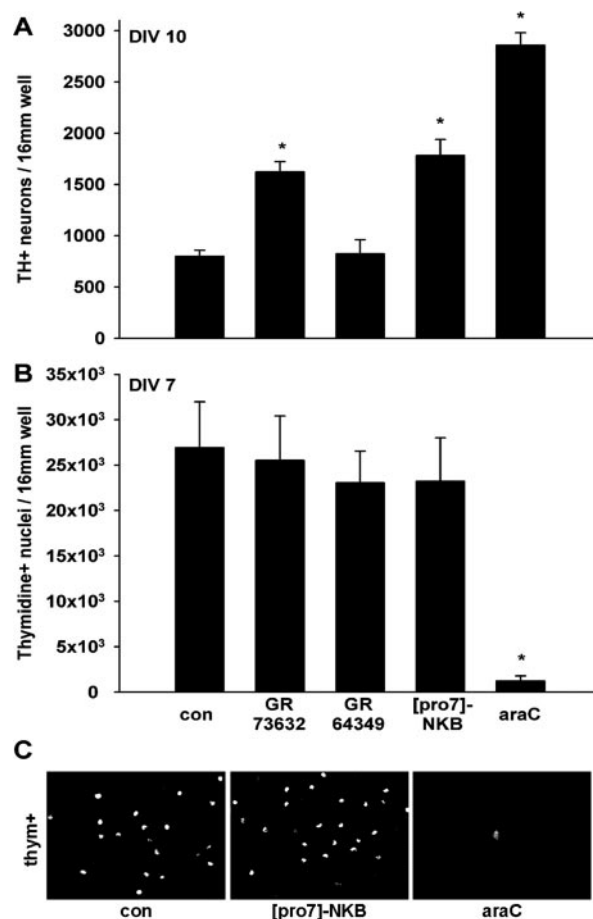 A
DIV 10
TH+ neurons / 16mm well
3000
2500
2000
1500
1000
500
0
*
*
*
B
DIV 7
Thymidine+ nuclei / 16mm well
35x10³
30x10³
25x10³
20x10³
15x10³
10x10³
5x10³
0
*
con
GR
73632
GR
64349
[pro7]-
NKB
araC
C
thym+
con
[pro7]-NKB
araC